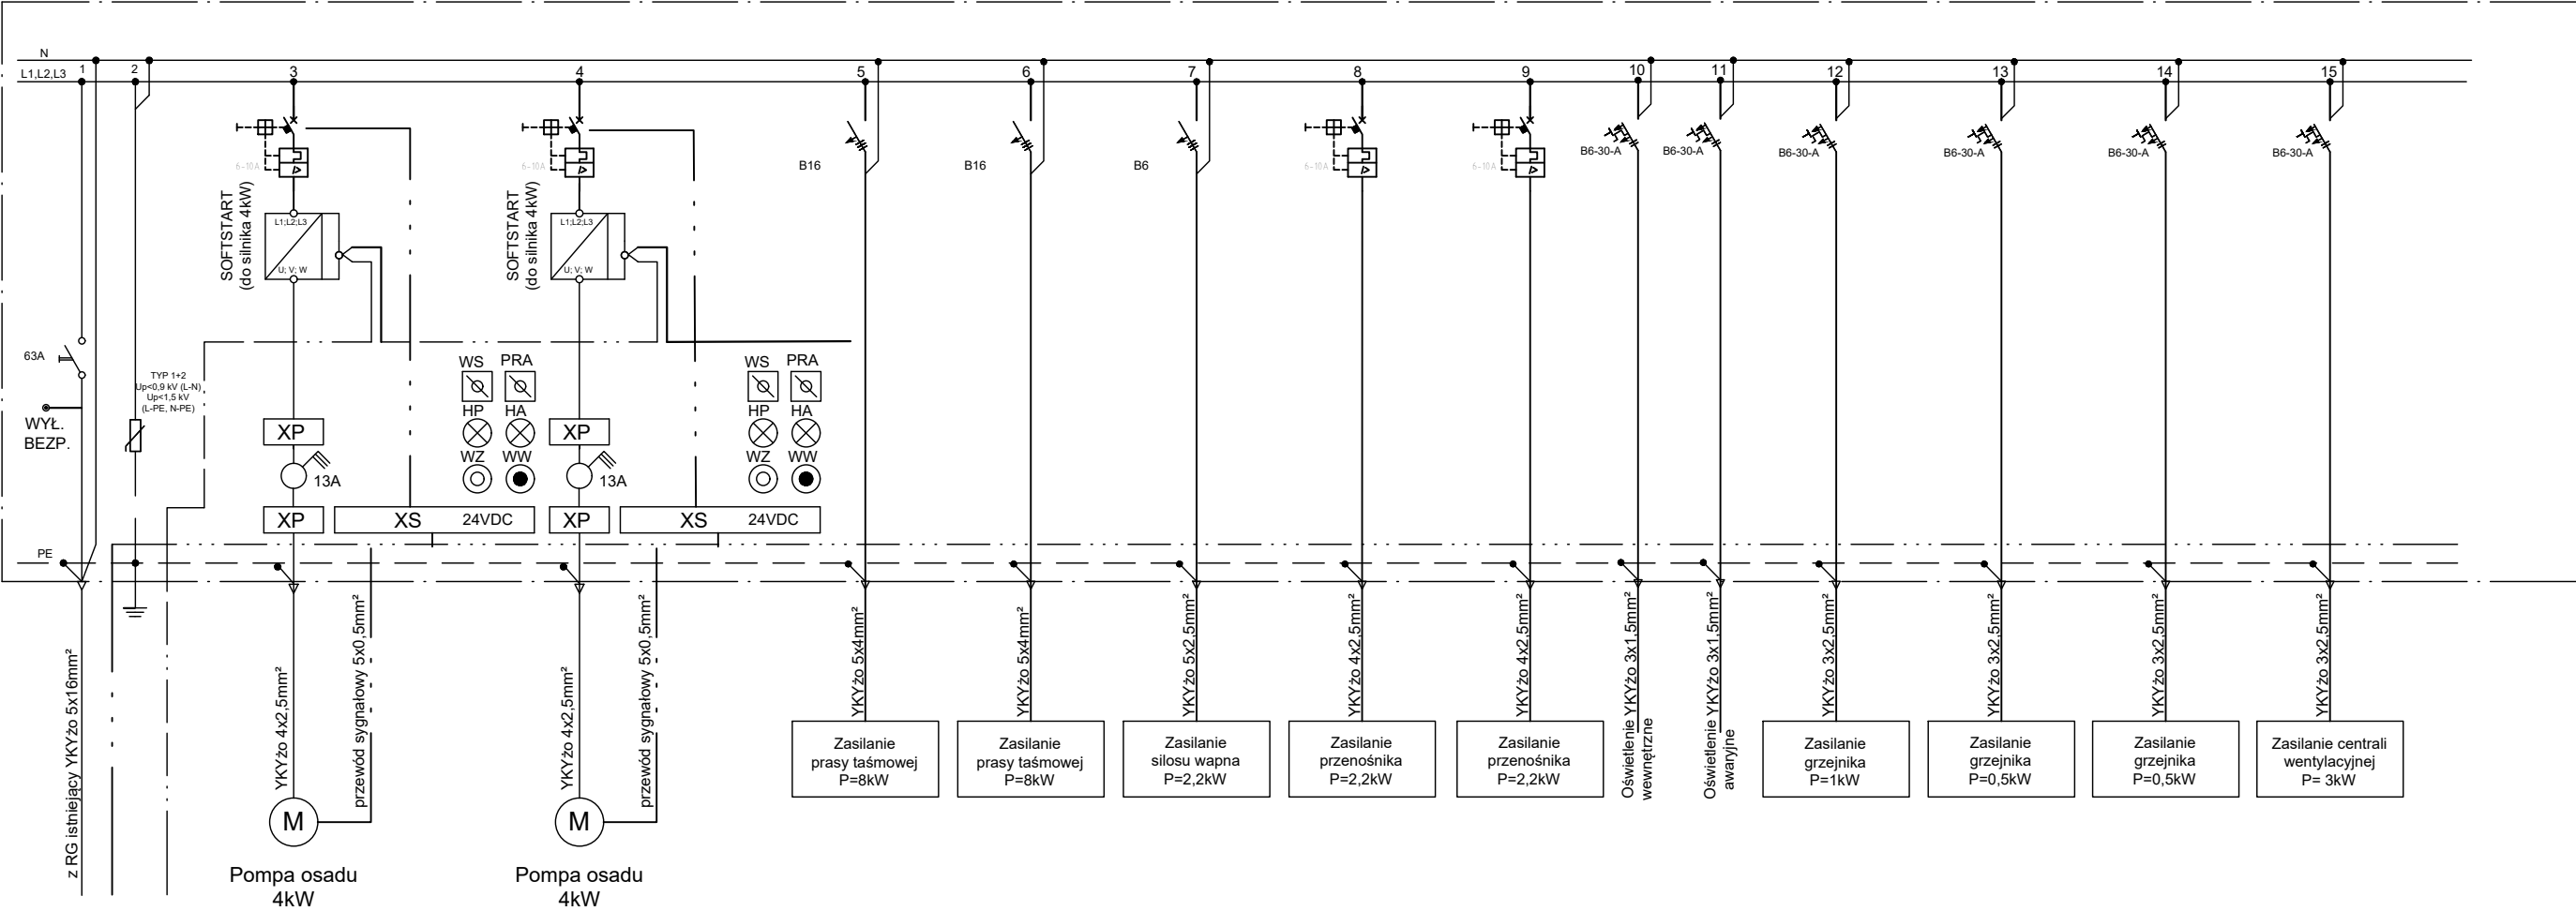 N
L1,L2,L3
1
2
3
4
5
6
7
8
9
10
11
12
13
14
15
6-10A
6-10A
B16
B16
B6
6-10A
6-10A
B6-30-A
B6-30-A
B6-30-A
B6-30-A
B6-30-A
B6-30-A
SOFTSTART
(do silnika 4kW)
L1;L2;L3
U; V; W
SOFTSTART
(do silnika 4kW)
L1;L2;L3
U; V; W
63A
WYŁ.
BEZP.
TYP 1+2
Up<0,9 kV (L-N)
Up<1,5 kV
(L-PE, N-PE)
WS PRA
HP HA
WZ WW
WS PRA
HP HA
WZ WW
XP
13A
XP
XS 24VDC
XP
13A
XP
XS 24VDC
PE
z RG istniejący YKYżo 5x16mm²
YKYżo 4x2,5mm²
przewód sygnałowy 5x0,5mm²
YKYżo 4x2,5mm²
przewód sygnałowy 5x0,5mm²
YKYżo 5x4mm²
YKYżo 5x4mm²
YKYżo 5x2,5mm²
YKYżo 4x2,5mm²
YKYżo 4x2,5mm²
Oświetlenie YKYżo 3x1,5mm²
wewnętrzne
Oświetlenie YKYżo 3x1,5mm²
awaryjne
YKYżo 3x2,5mm²
YKYżo 3x2,5mm²
YKYżo 3x2,5mm²
YKYżo 3x2,5mm²
M
Pompa osadu
4kW
M
Pompa osadu
4kW
Zasilanie
prasy taśmowej
P=8kW
Zasilanie
prasy taśmowej
P=8kW
Zasilanie
silosu wapna
P=2,2kW
Zasilanie
przenośnika
P=2,2kW
Zasilanie
przenośnika
P=2,2kW
Zasilanie
grzejnika
P=1kW
Zasilanie
grzejnika
P=0,5kW
Zasilanie
grzejnika
P=0,5kW
Zasilanie centrali
wentylacyjnej
P= 3kW